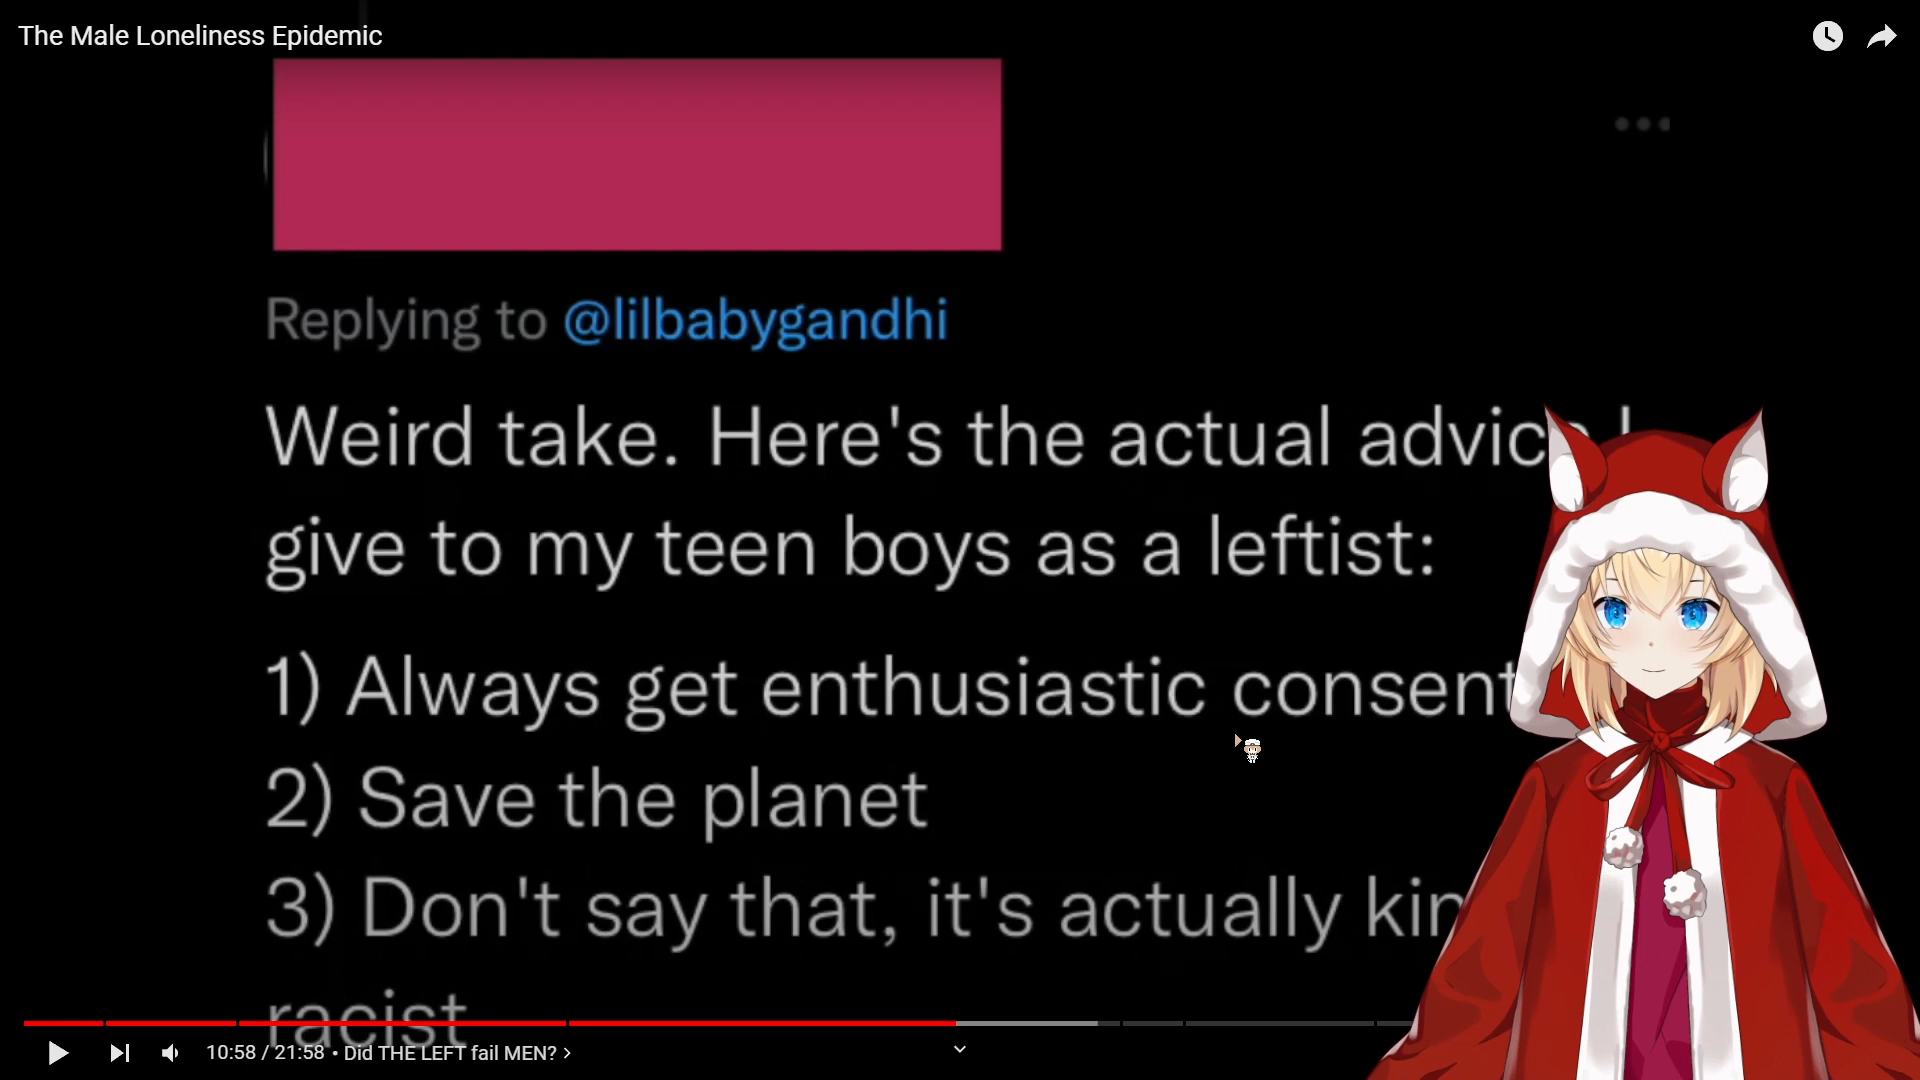 The Male Loneliness Epidemic
Replying to @lilbabygandhi
Weird take. Here's the actual advice I
give to my teen boys as a leftist:
1) Always get enthusiastic consent
2) Save the planet
3) Don't say that, it's actually
racist
10:58 / 21:58 • Did THE LEFT fail MEN? ›